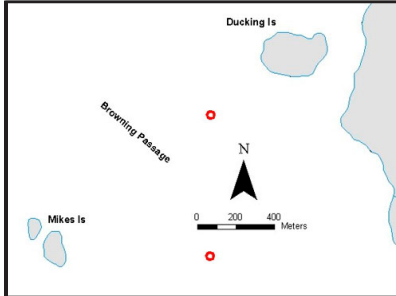 Ducking Is
Browning Passage
N
0 200 400
Meters
Mikes Is